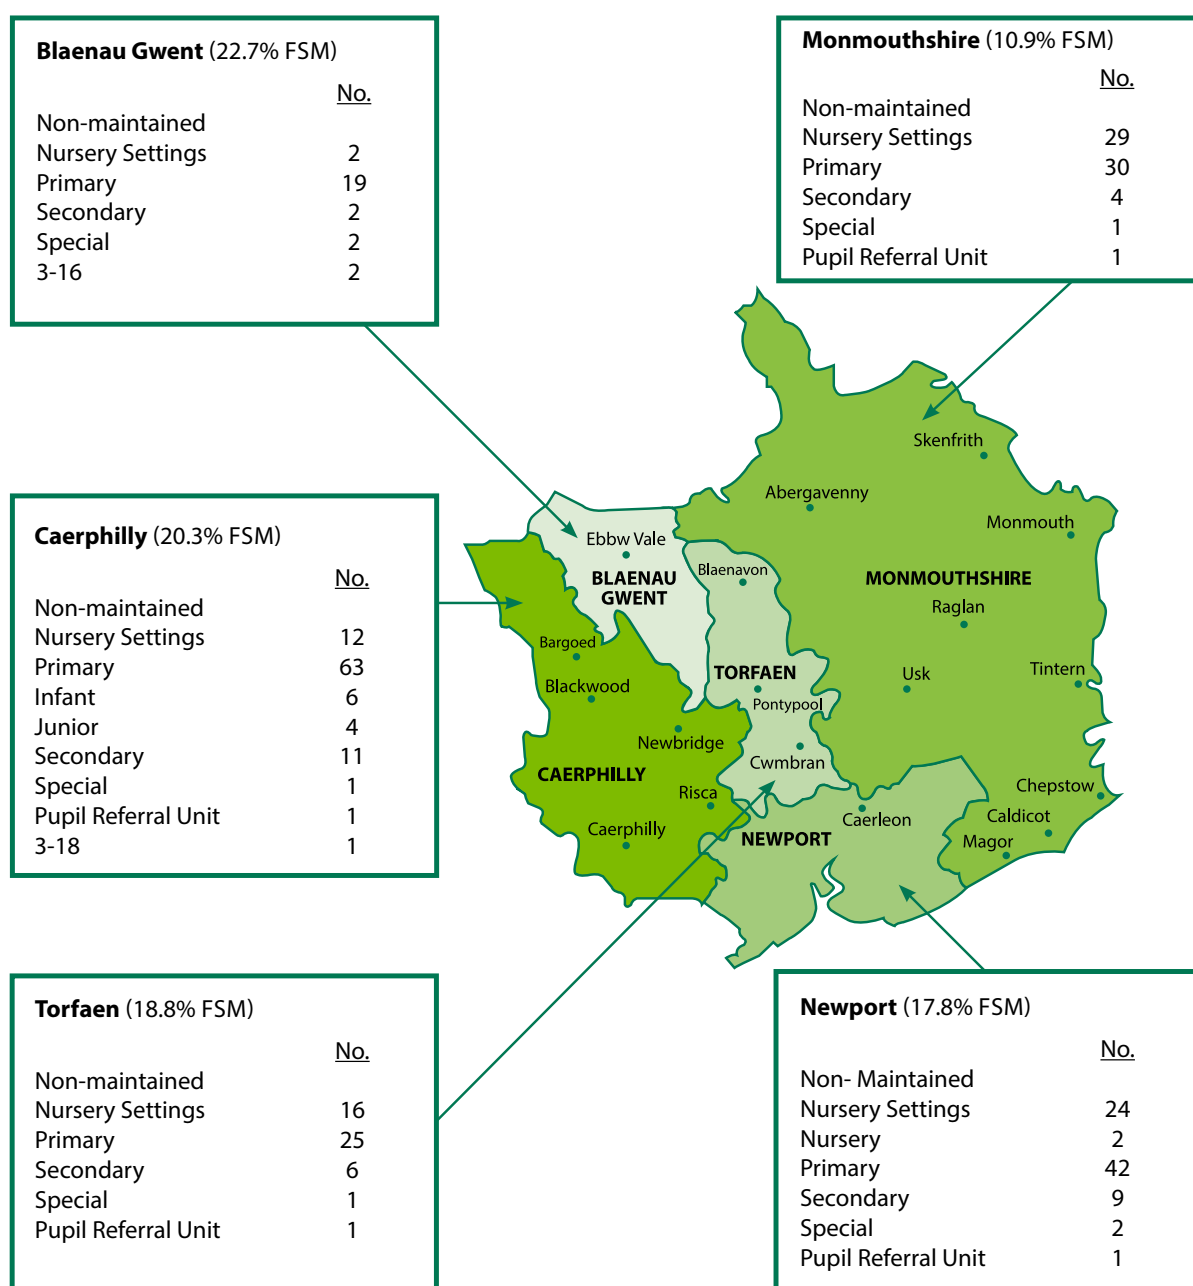 Blaenau Gwent (22.7% FSM)
No.
Non-maintained
Nursery Settings 2
Primary 19
Secondary 2
Special 2
3-16 2
Monmouthshire (10.9% FSM)
No.
Non-maintained
Nursery Settings 29
Primary 30
Secondary 4
Special 1
Pupil Referral Unit 1
Caerphilly (20.3% FSM)
No.
Non-maintained
Nursery Settings 12
Primary 63
Infant 6
Junior 4
Secondary 11
Special 1
Pupil Referral Unit 1
3-18 1
Skenfrith
Abergavenny
Monmouth
Ebbw Vale
Blaenavon
BLAENAU
GWENT
MONMOUTHSHIRE
Raglan
Bargoed
TORFAEN
Usk
Tintern
Blackwood
Pontypool
Newbridge
Cwmbran
CAERPHILLY
Risca
Chepstow
Caerleon
Caldicot
Caerphilly
NEWPORT
Magor
Torfaen (18.8% FSM)
No.
Non-maintained
Nursery Settings 16
Primary 25
Secondary 6
Special 1
Pupil Referral Unit 1
Newport (17.8% FSM)
No.
Non- Maintained
Nursery Settings 24
Nursery 2
Primary 42
Secondary 9
Special 2
Pupil Referral Unit 1